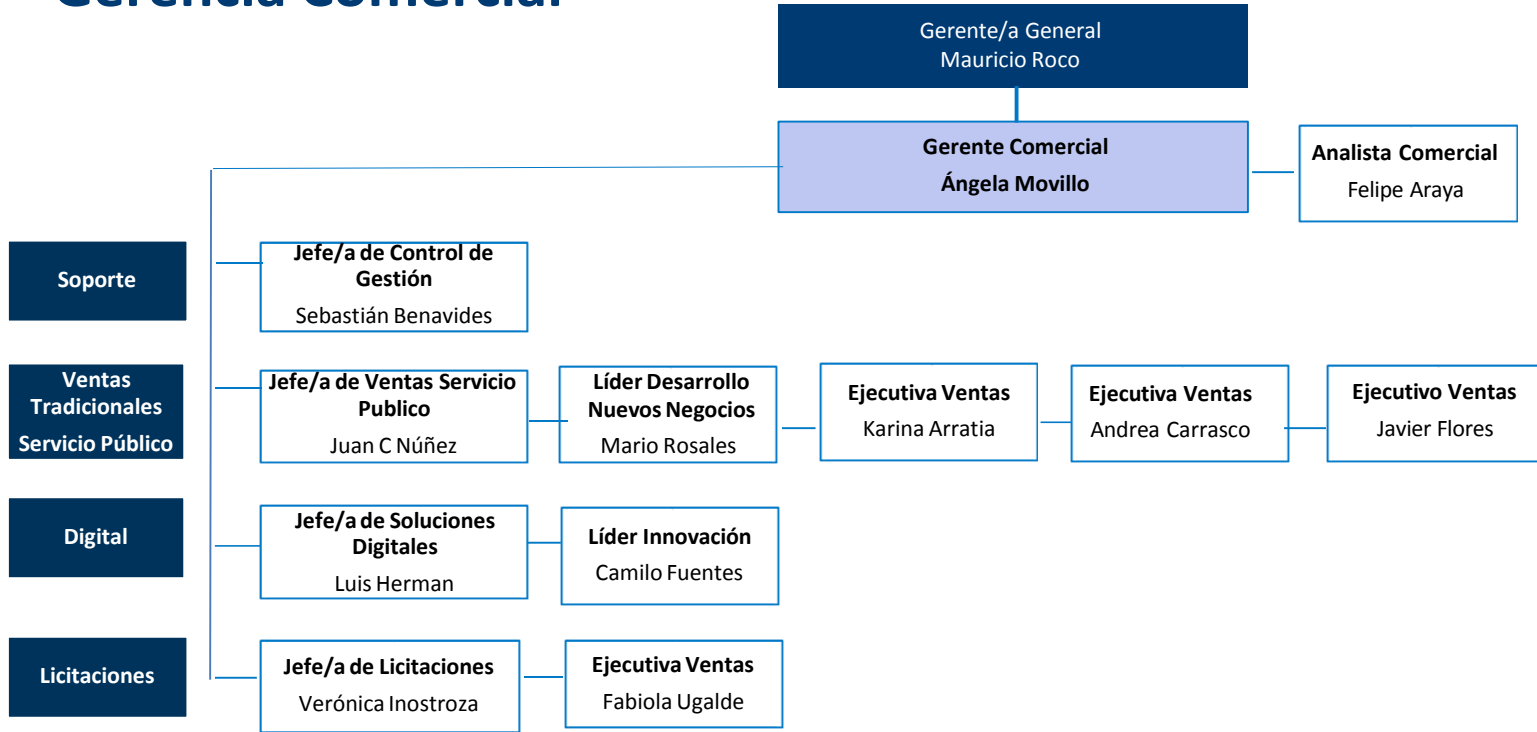 Gerencia Comercial
Gerente/a General
Mauricio Roco
Gerente Comercial
Ángela Movillo
Analista Comercial
Felipe Araya
Soporte
Jefe/a de Control de
Gestión
Sebastián Benavides
Ventas
Tradicionales
Servicio Público
Jefe/a de Ventas Servicio
Publico
Juan C Núñez
Líder Desarrollo
Nuevos Negocios
Mario Rosales
Ejecutiva Ventas
Karina Arratia
Ejecutiva Ventas
Andrea Carrasco
Ejecutivo Ventas
Javier Flores
Digital
Jefe/a de Soluciones
Digitales
Luis Herman
Líder Innovación
Camilo Fuentes
Licitaciones
Jefe/a de Licitaciones
Verónica Inostroza
Ejecutiva Ventas
Fabiola Ugalde